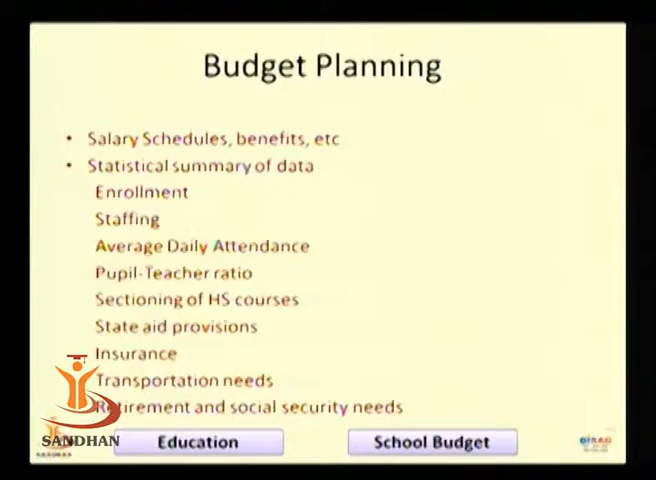 Budget Planning
• Salary Schedules, benefits, etc
• Statistical summary of data
Enrollment
Staffing
Average Daily Attendance
Pupil-Teacher ratio
Sectioning of HS courses
State aid provisions
Insurance
Transportation needs
Retirement and social security needs
SANDHAN
Education
School Budget